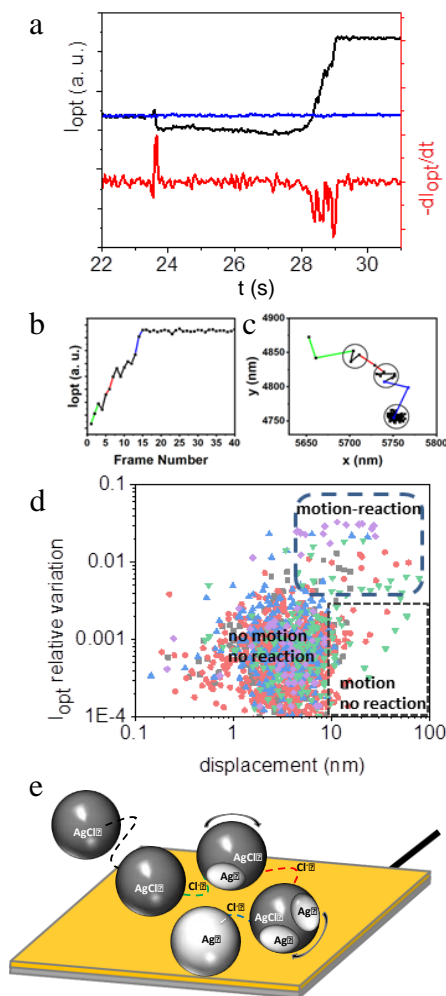 a
I opt (a. u.)
-dI opt/dt
22 24 26 28 30
t (s)
b
Iopt (a. u.)
0 5 10 15 20 25 30 35 40
Frame Number
c
y (nm)
4900
4850
4800
4750
5650 5700 5750 5800
x (nm)
d
I opt relative variation
0.1
0.01
0.001
1E-4
motion-reaction
no motion
no reaction
motion
no reaction
0.1 1 10 100
displacement (nm)
e
AgCl⍰
AgCl⍰
AgCl⍰
Ag⍰
Cl⁻⍰
Cl⁻⍰
Ag⍰
Cl⁻⍰
AgCl⍰
Ag⍰
Ag⍰